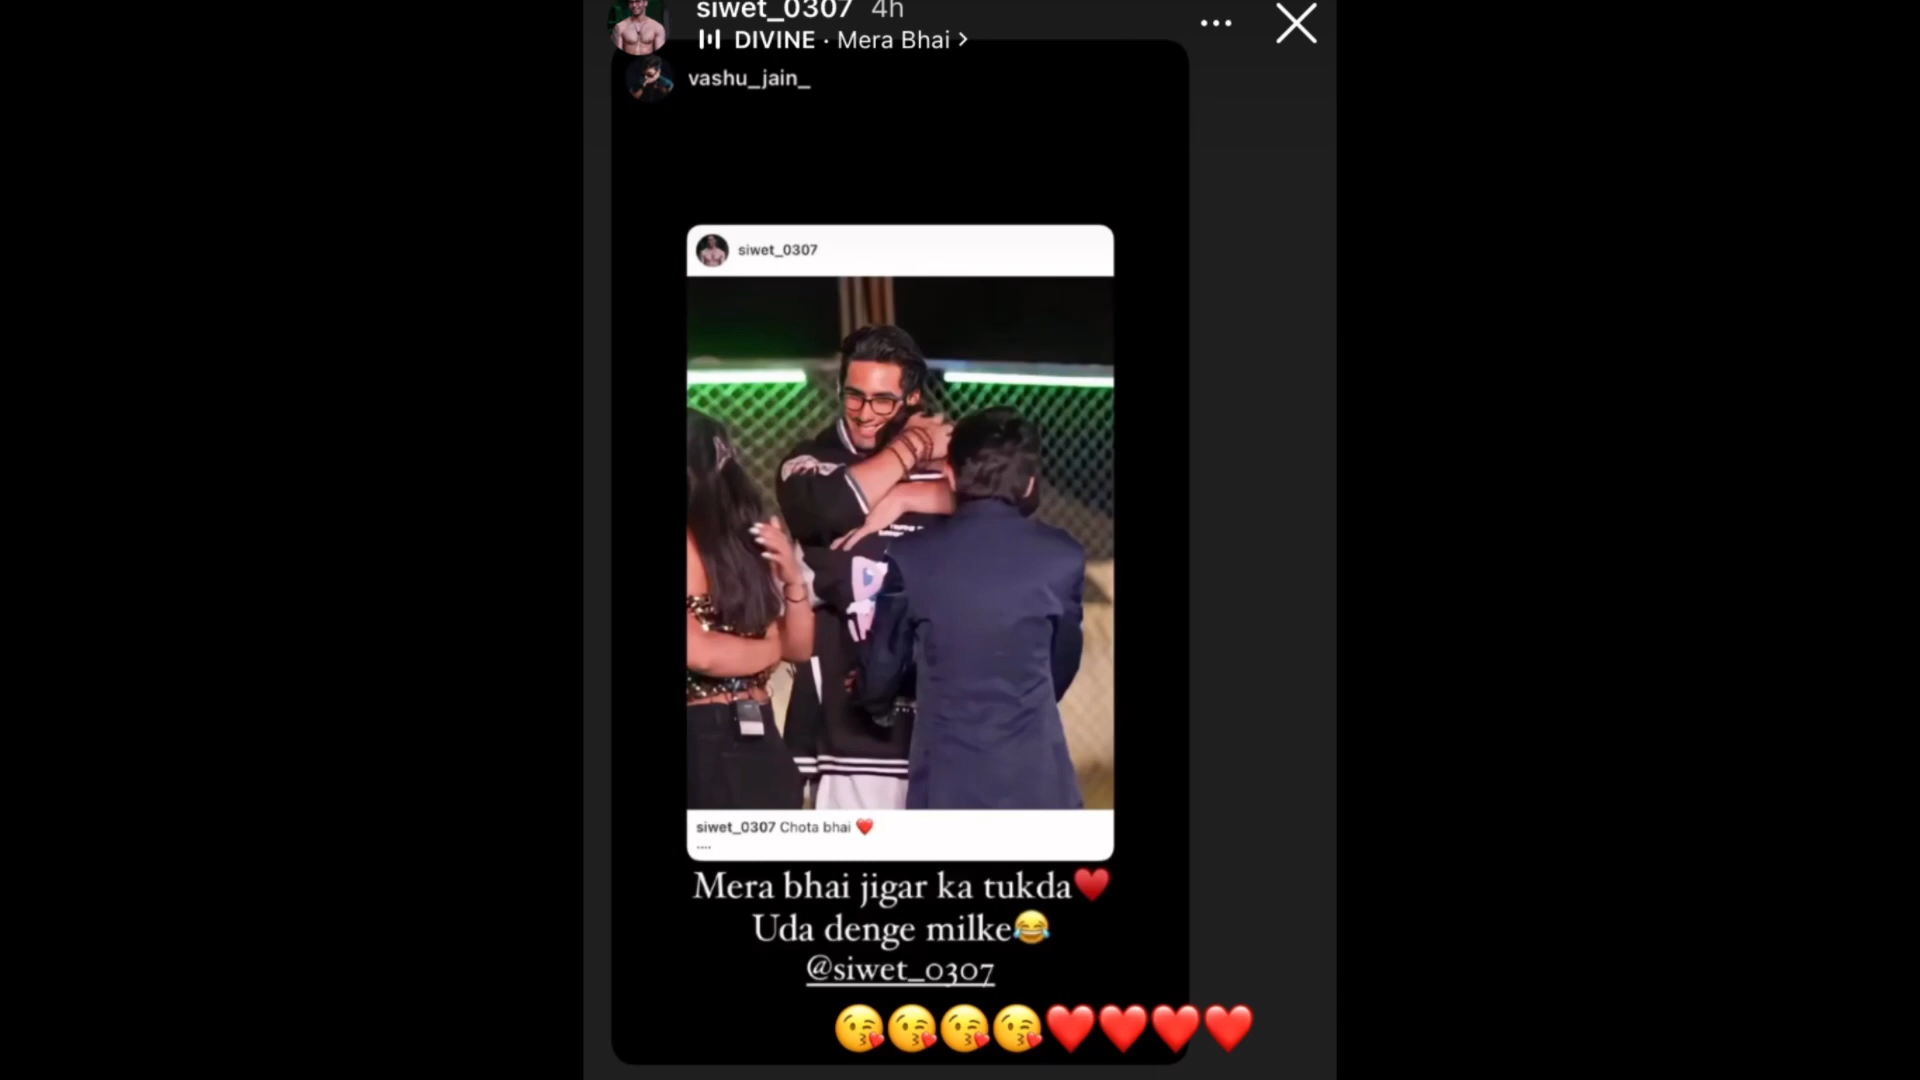 siwet_0307 4h
DIVINE · Mera Bhai >
vashu_jain_
siwet_0307
siwet_0307 Chota bhai ❤️
....
Mera bhai jigar ka tukda♥️
Uda denge milke😂
@siwet_0307
😘😘😘😘❤️❤️❤️❤️